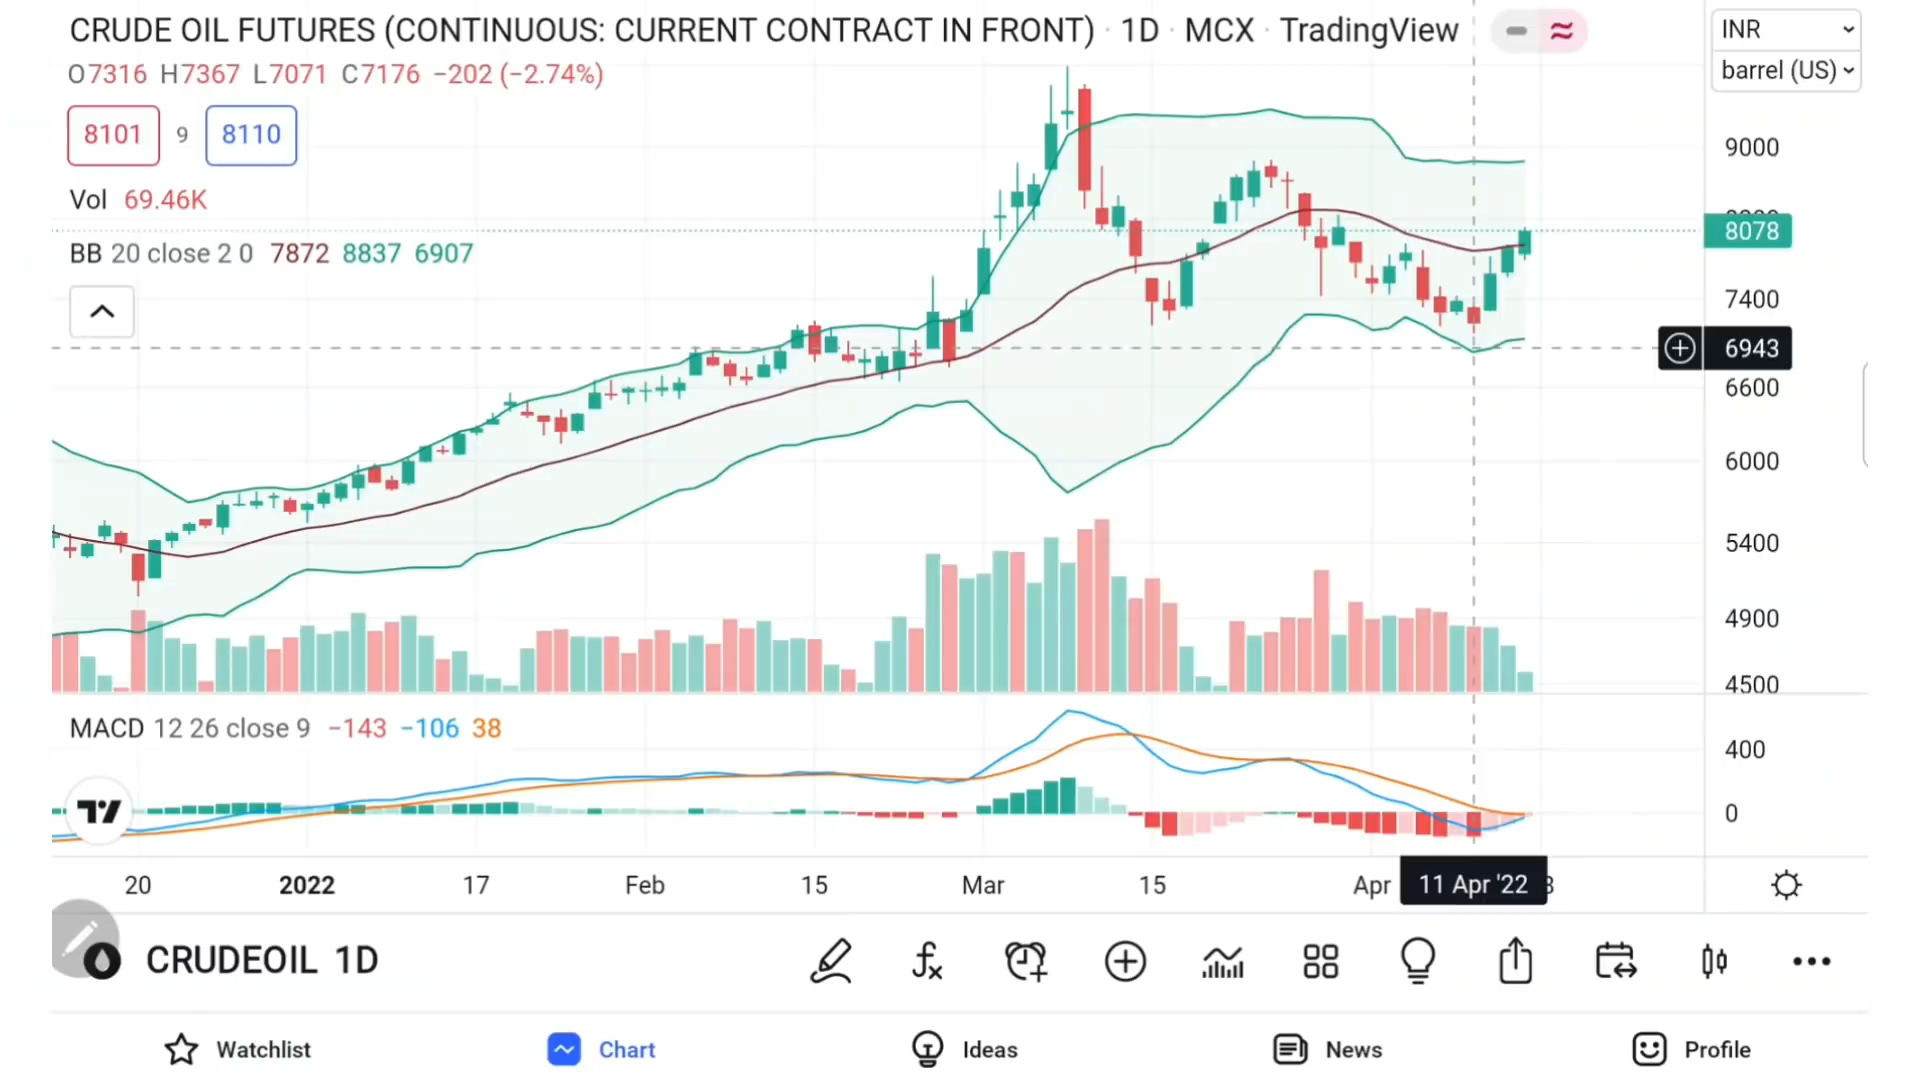 CRUDE OIL FUTURES (CONTINUOUS: CURRENT CONTRACT IN FRONT) · 1D · MCX · TradingView
O7316 H7367 L7071 C7176 −202 (−2.74%)
8101 9 8110
Vol 69.46K
BB 20 close 2 0 7872 8837 6907
INR
barrel (US)
9000
8078
7400
6943
6600
6000
5400
4900
4500
MACD 12 26 close 9 −143 −106 38
400
0
20 2022 17 Feb 15 Mar 15 Apr 11 Apr '22
CRUDEOIL 1D
Watchlist Chart Ideas News Profile